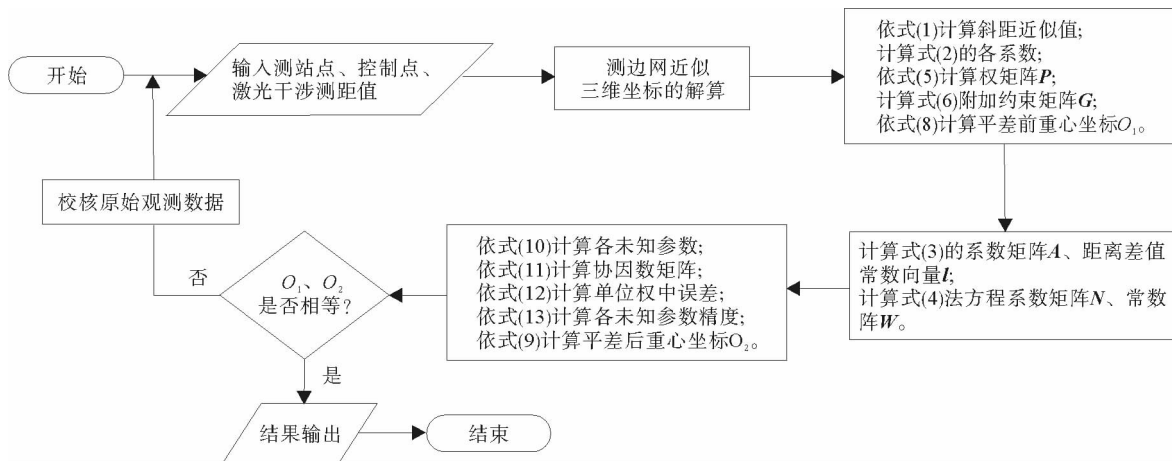 开始
输入测站点、控制点、
激光干涉测距值
测边网近似
三维坐标的解算
依式(1)计算斜距近似值;
计算式(2)的各系数;
依式(5)计算权矩阵P;
计算式(6)附加约束矩阵G;
依式(8)计算平差前重心坐标O₁。
计算式(3)的系数矩阵A、距离差值
常数向量l;
计算式(4)法方程系数矩阵N、常数
阵W。
依式(10)计算各未知参数;
依式(11)计算协因数矩阵;
依式(12)计算单位权中误差;
依式(13)计算各未知参数精度;
依式(9)计算平差后重心坐标O₂。
O₁、O₂
是否相等?
否
校核原始观测数据
是
结果输出
结束